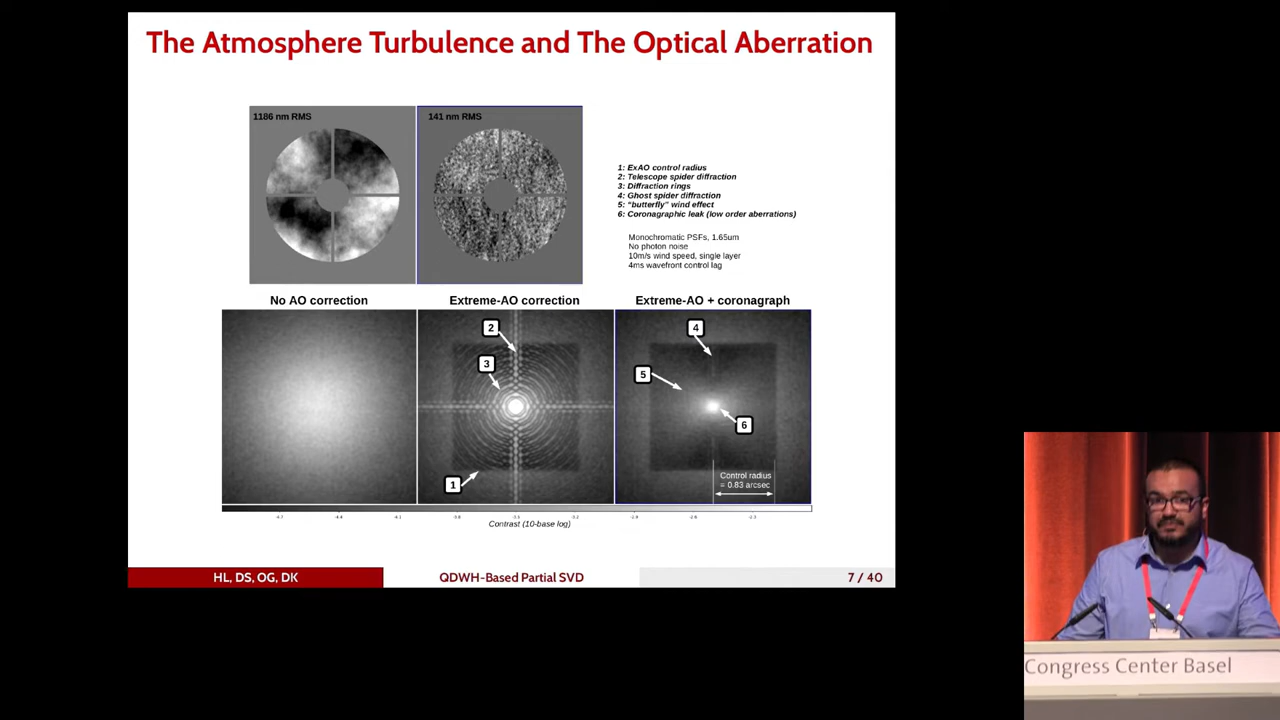 The Atmosphere Turbulence and The Optical Aberration
1186 nm RMS
141 nm RMS
1: ExAO control radius
2: Telescope spider diffraction
3: Diffraction rings
4: Ghost spider diffraction
5: "butterfly" wind effect
6: Coronagraphic leak (low order aberrations)
Monochromatic PSFs, 1.65um
No photon noise
10m/s wind speed, single layer
4ms wavefront control lag
No AO correction
Extreme-AO correction
Extreme-AO + coronagraph
2
3
1
4
5
6
Control radius
= 0.83 arcsec
Contrast (10-base log)
HL, DS, OG, DK
QDWH-Based Partial SVD
7 / 40
Congress Center Basel